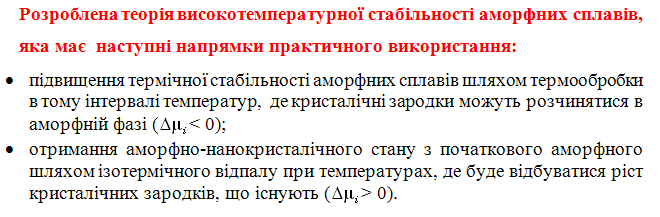 Розроблена теорія високотемпературної стабільності аморфних сплавів,
яка має наступні напрямки практичного використання:
• підвищення термічної стабільності аморфних сплавів шляхом термообробки
в тому інтервалі температур, де кристалічні зародки можуть розчинятися в
аморфній фазі (Δμᵢ < 0);
• отримання аморфно-нанокристалічного стану з початкового аморфного
шляхом ізотермічного відпалу при температурах, де буде відбуватися ріст
кристалічних зародків, що існують (Δμᵢ > 0).